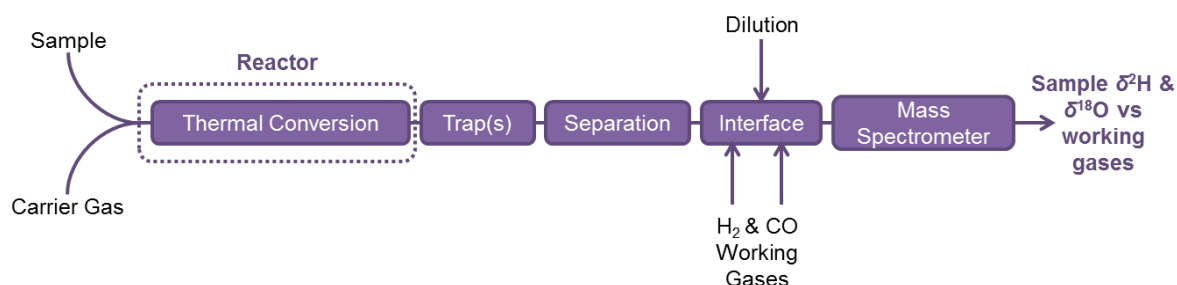 Sample
Carrier Gas
Reactor
Thermal Conversion
Trap(s)
Separation
Dilution
Interface
H₂ & CO
Working
Gases
Mass
Spectrometer
Sample δ²H &
δ¹⁸O vs
working
gases